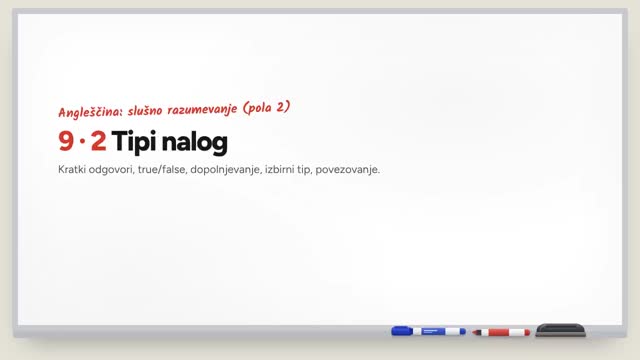 Angleščina: slušno razumevanje (pola 2)
9 · 2 Tipi nalog
Kratki odgovori, true/false, dopolnjevanje, izbirni tip, povezovanje.